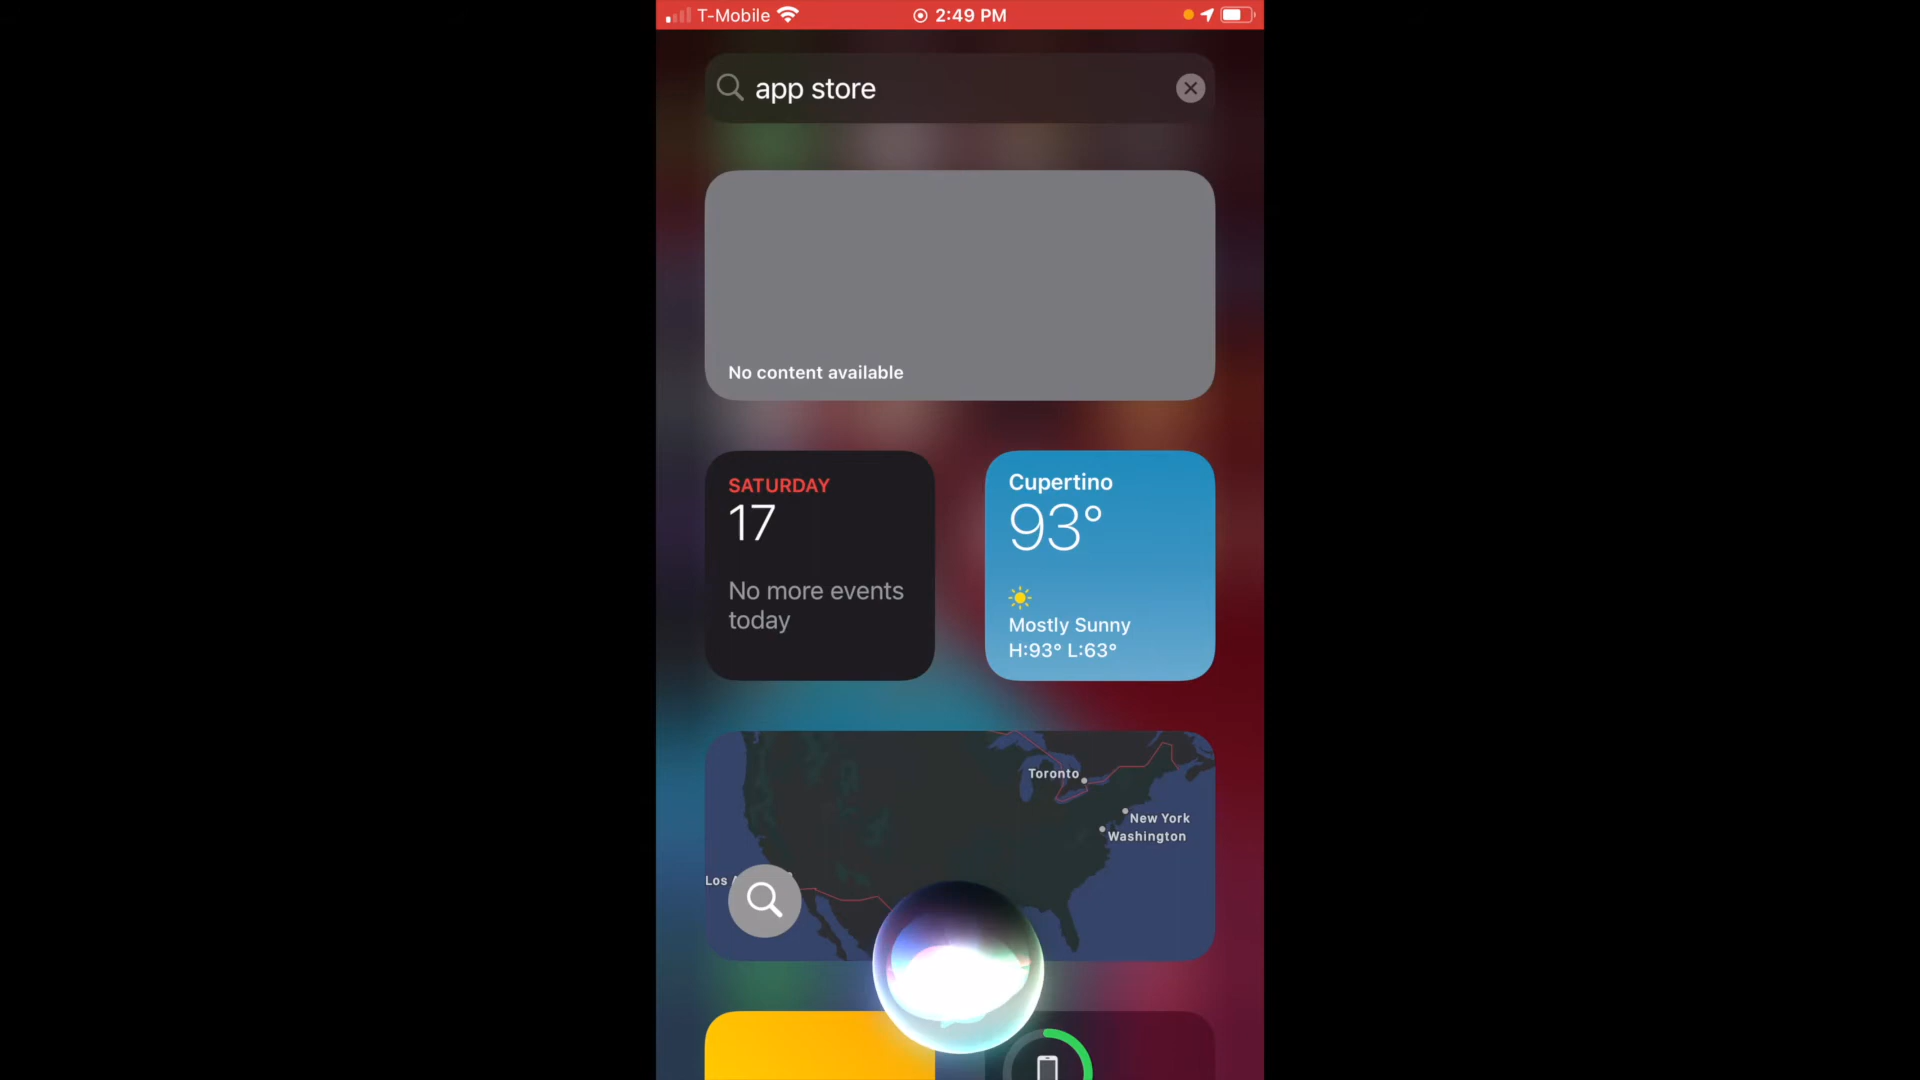 T-Mobile 2:49 PM
app store
No content available
SATURDAY
17
No more events
today
Cupertino
93°
Mostly Sunny
H:93° L:63°
Toronto
New York
Washington
Los